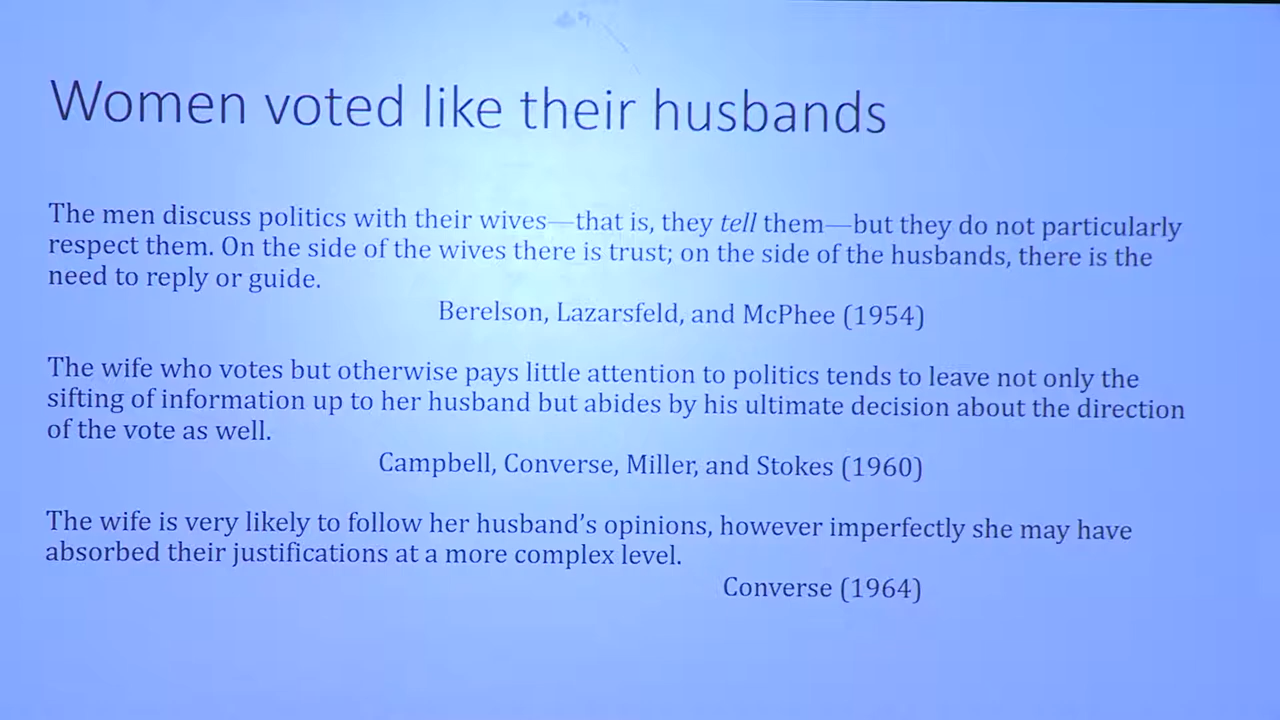 Women voted like their husbands
The men discuss politics with their wives—that is, they tell them—but they do not particularly
respect them. On the side of the wives there is trust; on the side of the husbands, there is the
need to reply or guide.
Berelson, Lazarsfeld, and McPhee (1954)
The wife who votes but otherwise pays little attention to politics tends to leave not only the
sifting of information up to her husband but abides by his ultimate decision about the direction
of the vote as well.
Campbell, Converse, Miller, and Stokes (1960)
The wife is very likely to follow her husband’s opinions, however imperfectly she may have
absorbed their justifications at a more complex level.
Converse (1964)